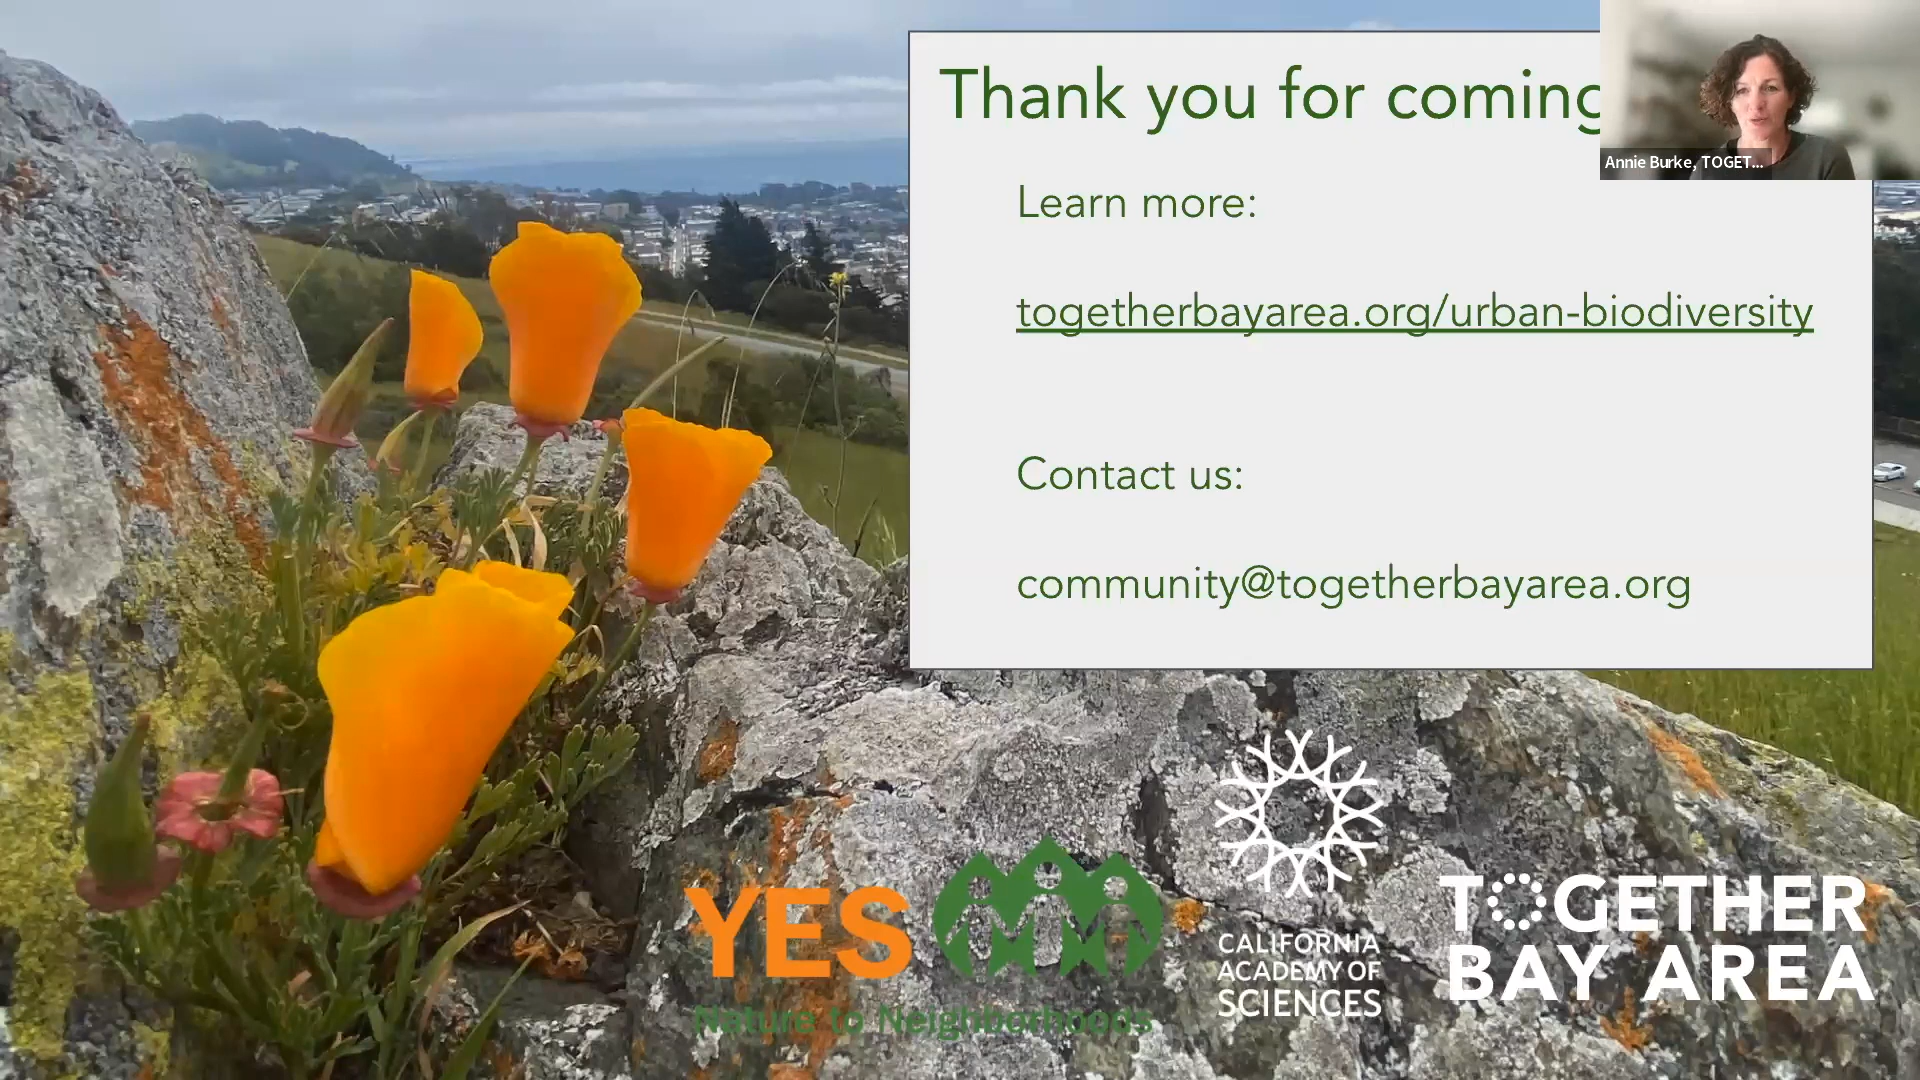 Thank you for coming
Annie Burke, TOGET...
Learn more:
togetherbayarea.org/urban-biodiversity
Contact us:
community@togetherbayarea.org
YES
Nature to Neighborhoods
CALIFORNIA
ACADEMY OF
SCIENCES
TOGETHER
BAY AREA